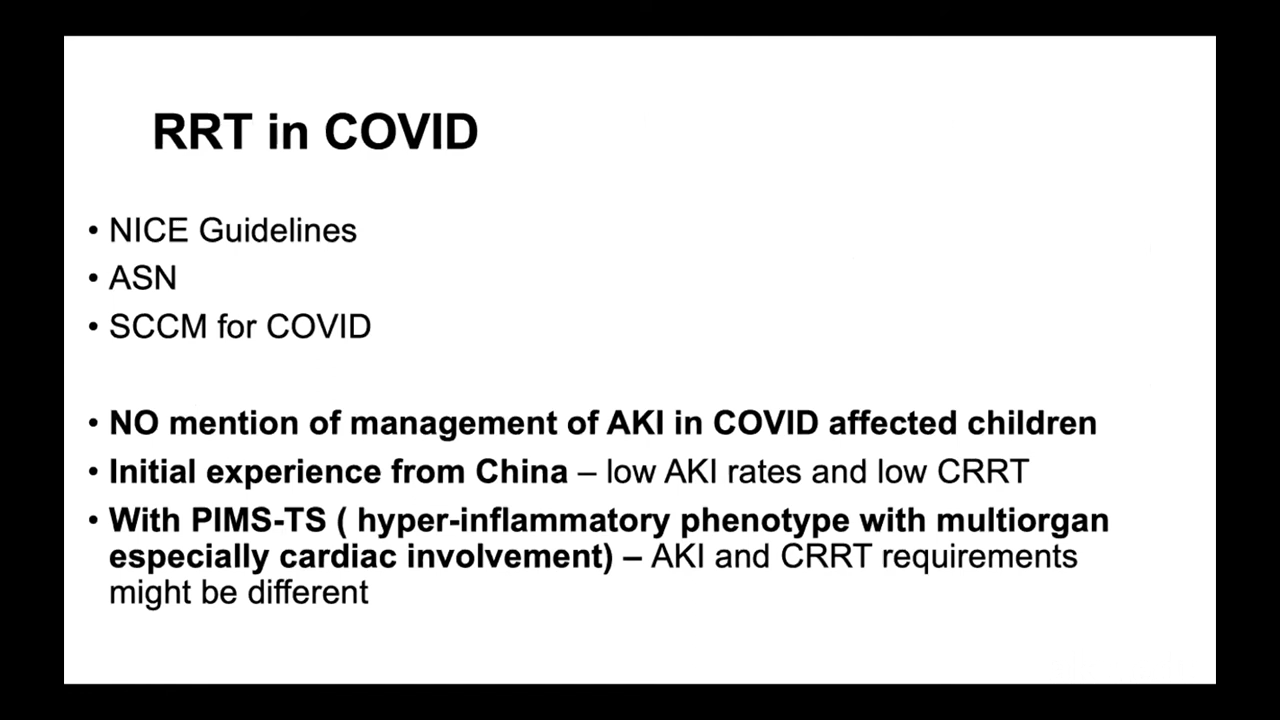 RRT in COVID
• NICE Guidelines
• ASN
• SCCM for COVID
• NO mention of management of AKI in COVID affected children
• Initial experience from China – low AKI rates and low CRRT
• With PIMS-TS ( hyper-inflammatory phenotype with multiorgan
especially cardiac involvement) – AKI and CRRT requirements
might be different